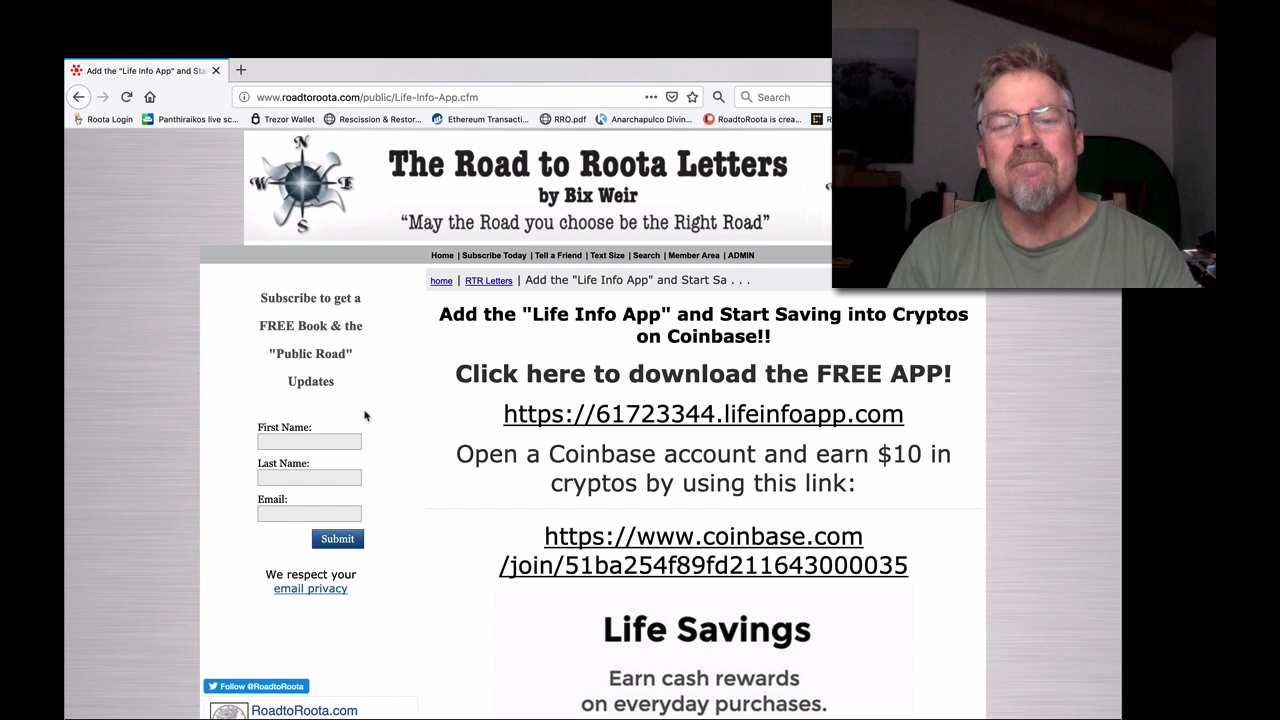 Add the "Life Info App" and Sta
www.roadtoroota.com/public/Life-Info-App.cfm
Search
Roota Login
Panthiraikos live sc...
Trezor Wallet
Rescission & Restor...
Ethereum Transacti...
RRO.pdf
Anarchapulco Divin...
RoadtoRoota is crea...
N
W
E
S
The Road to Roota Letters
by Bix Weir
“May the Road you choose be the Right Road”
Home | Subscribe Today | Tell a Friend | Text Size | Search | Member Area | ADMIN
home | RTR Letters | Add the "Life Info App" and Start Sa . . .
Subscribe to get a
FREE Book & the
"Public Road"
Updates
First Name:
Last Name:
Email:
Submit
We respect your
email privacy
Follow @RoadtoRoota
RoadtoRoota.com
Add the "Life Info App" and Start Saving into Cryptos
on Coinbase!!
Click here to download the FREE APP!
https://61723344.lifeinfoapp.com
Open a Coinbase account and earn $10 in
cryptos by using this link:
https://www.coinbase.com
/join/51ba254f89fd211643000035
Life Savings
Earn cash rewards
on everyday purchases.